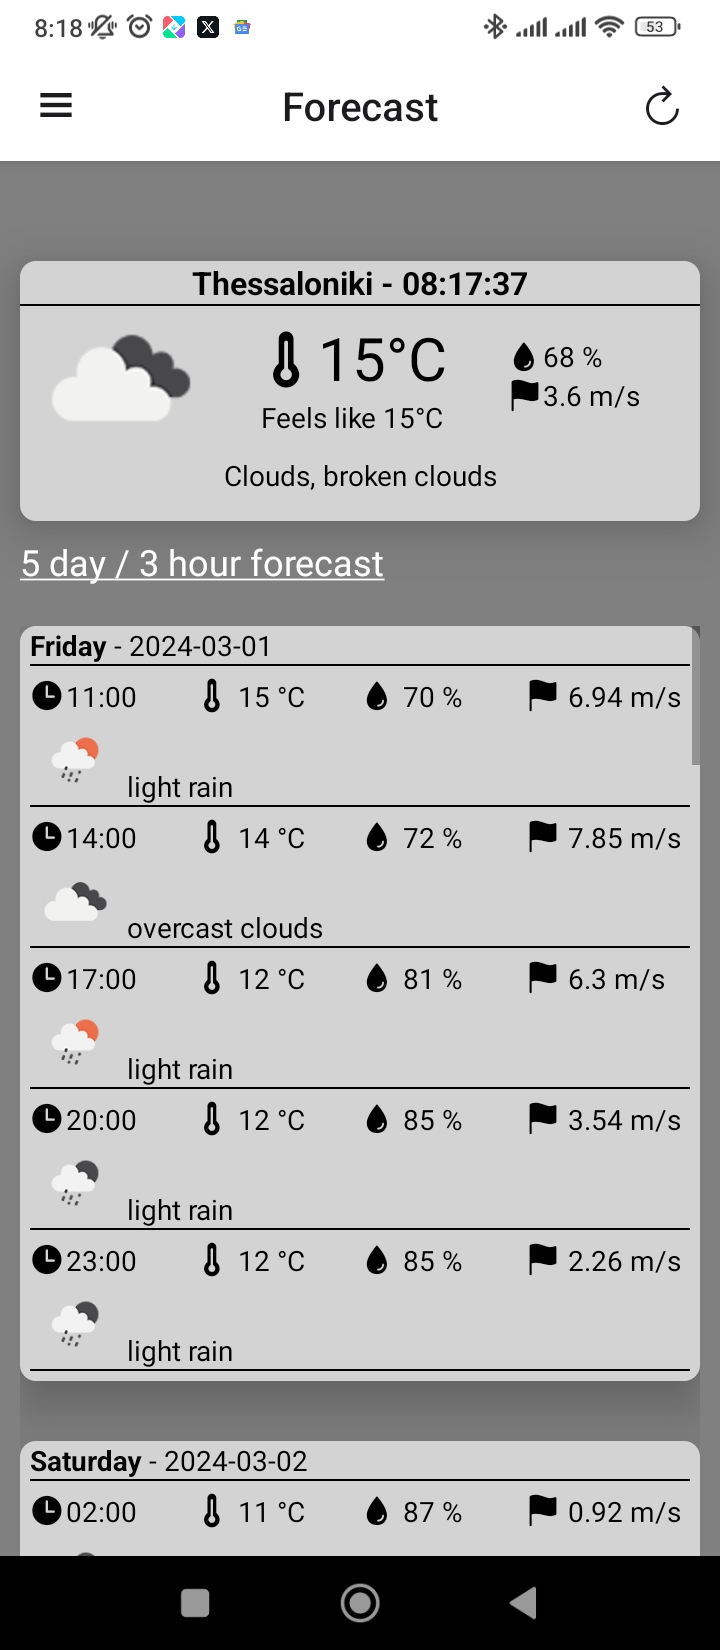 8:18
53
Forecast
Thessaloniki - 08:17:37
15°C
68 %
3.6 m/s
Feels like 15°C
Clouds, broken clouds
5 day / 3 hour forecast
Friday - 2024-03-01
11:00 15 °C 70 % 6.94 m/s
light rain
14:00 14 °C 72 % 7.85 m/s
overcast clouds
17:00 12 °C 81 % 6.3 m/s
light rain
20:00 12 °C 85 % 3.54 m/s
light rain
23:00 12 °C 85 % 2.26 m/s
light rain
Saturday - 2024-03-02
02:00 11 °C 87 % 0.92 m/s